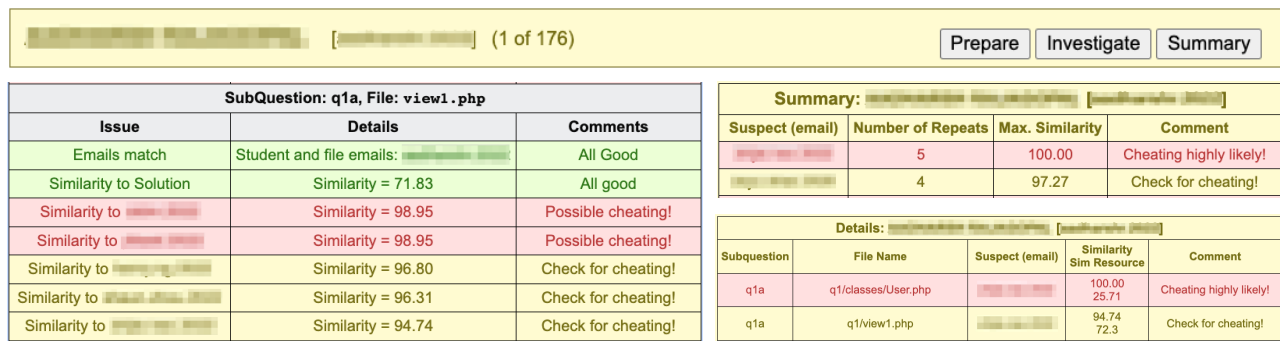 (1 of 176)
Prepare Investigate Summary
SubQuestion: q1a, File: view1.php
Issue Details Comments
Emails match Student and file emails: All Good
Similarity to Solution Similarity = 71.83 All good
Similarity to Similarity = 98.95 Possible cheating!
Similarity to Similarity = 98.95 Possible cheating!
Similarity to Similarity = 96.80 Check for cheating!
Similarity to Similarity = 96.31 Check for cheating!
Similarity to Similarity = 94.74 Check for cheating!
Summary:
Suspect (email) Number of Repeats Max. Similarity Comment
5 100.00 Cheating highly likely!
4 97.27 Check for cheating!
Details:
Subquestion File Name Suspect (email) Similarity Sim Resource Comment
q1a q1/classes/User.php 100.00 25.71 Cheating highly likely!
q1a q1/view1.php 94.74 72.3 Check for cheating!